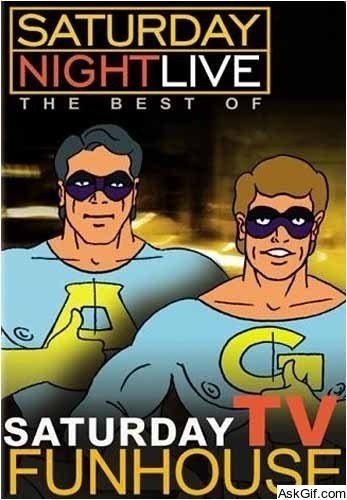 SATURDAY
NIGHT LIVE
THE BEST OF
A
G
SATURDAY TV
FUNHOUSE
AskGif.com